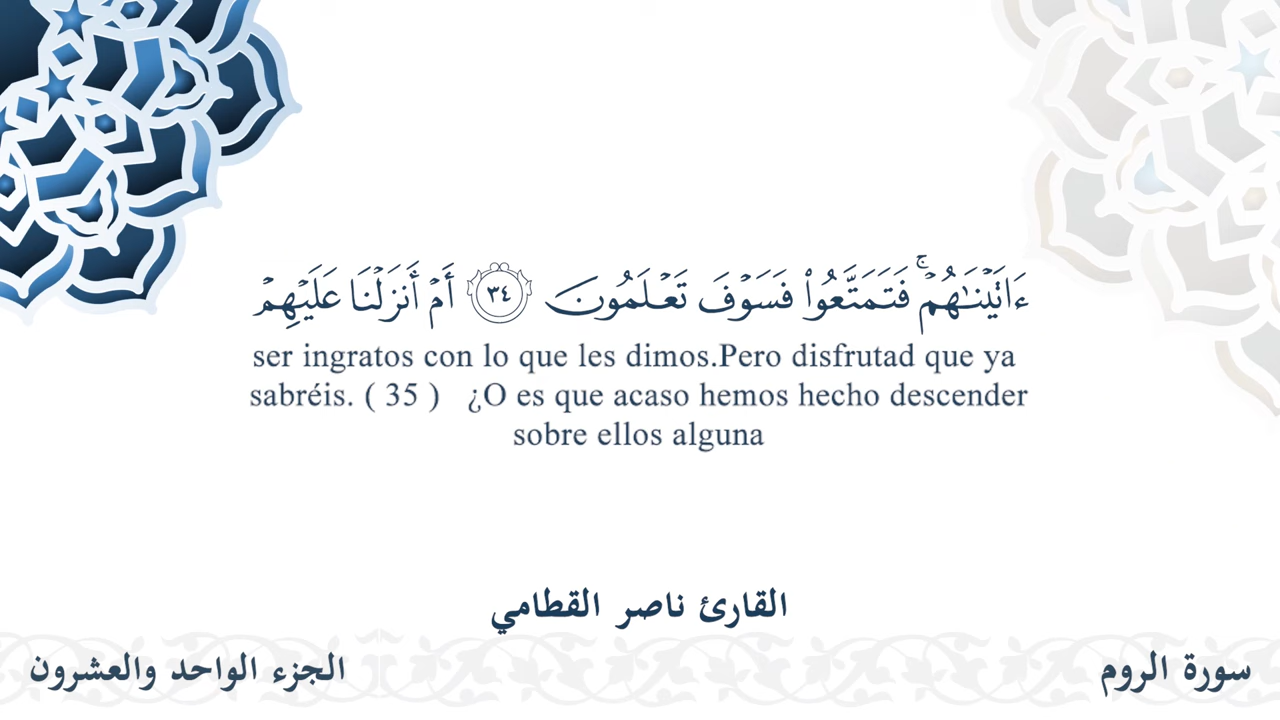 ءَاتَيْنَٰهُمْ ۚ فَتَمَتَّعُوا۟ فَسَوْفَ تَعْلَمُونَ ٣٤ أَمْ أَنزَلْنَا عَلَيْهِمْ
ser ingratos con lo que les dimos.Pero disfrutad que ya
sabréis. ( 35 ) ¿O es que acaso hemos hecho descender
sobre ellos alguna
القارئ ناصر القطامي
سورة الروم
الجزء الواحد والعشرون